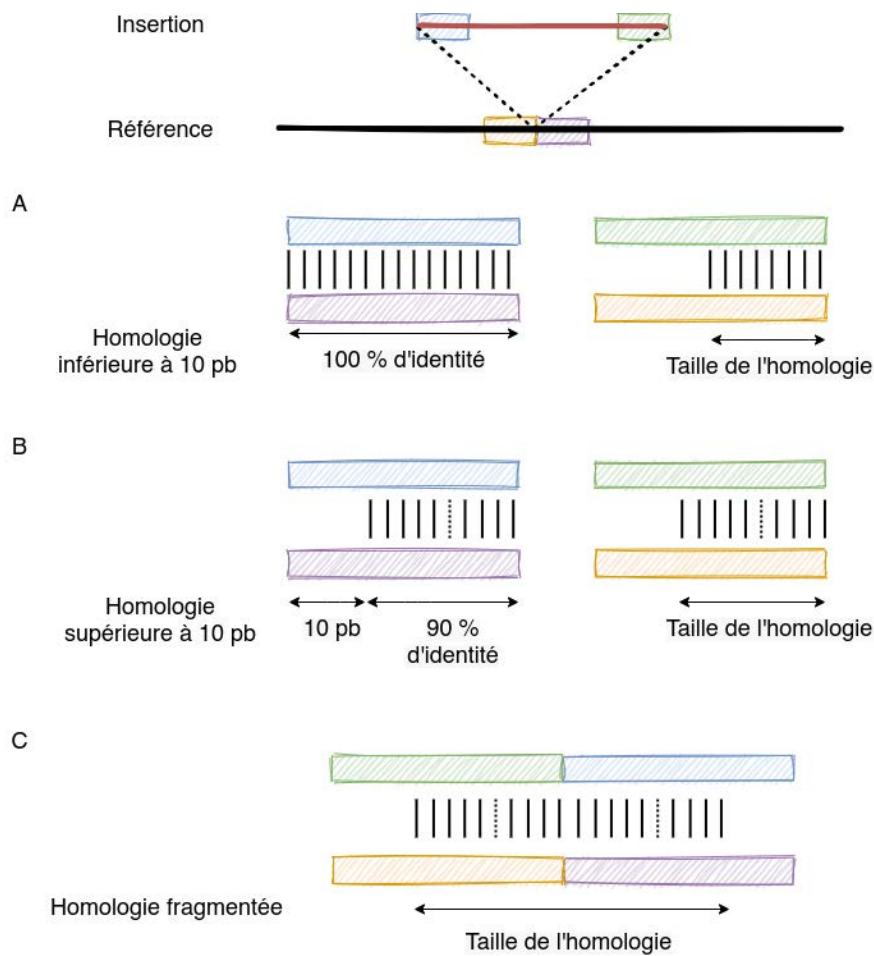 Insertion
Référence
A
Homologie
inférieure à 10 pb
100 % d'identité
Taille de l'homologie
B
Homologie
supérieure à 10 pb
10 pb
90 %
d'identité
Taille de l'homologie
C
Homologie fragmentée
Taille de l'homologie